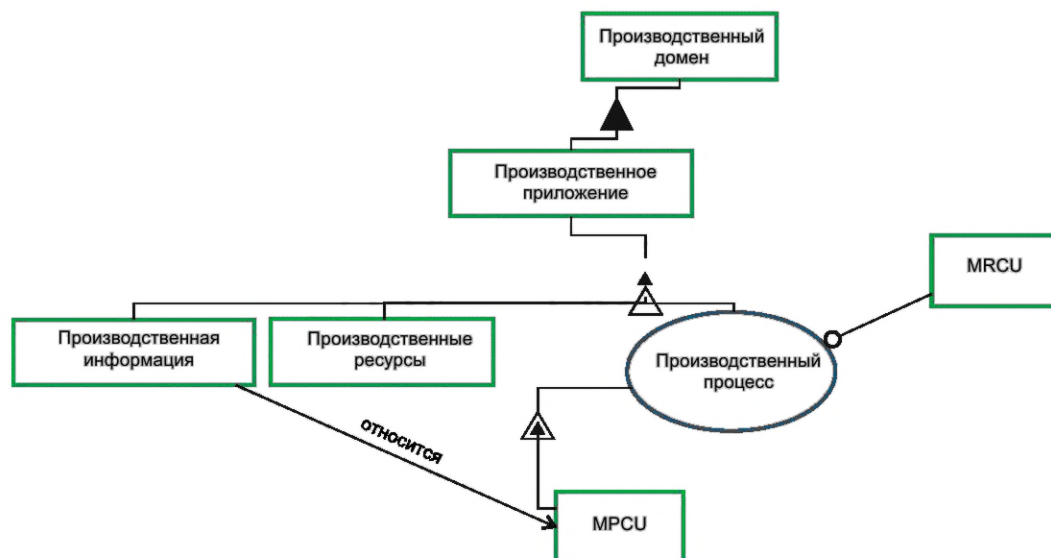 Производственный
домен
Производственное
приложение
MRCU
Производственная
информация
Производственные
ресурсы
Производственный
процесс
относится
MPCU